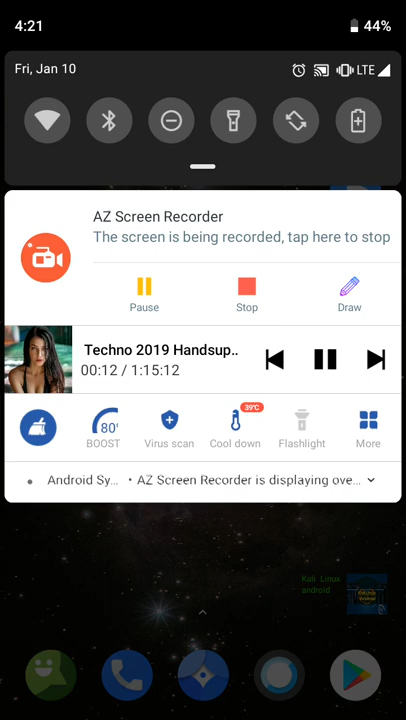 4:21
44%
Fri, Jan 10
LTE
AZ Screen Recorder
The screen is being recorded, tap here to stop
Pause
Stop
Draw
Techno 2019 Handsup..
00:12 / 1:15:12
80°
39°C
BOOST
Virus scan
Cool down
Flashlight
More
Android Sy... • AZ Screen Recorder is displaying ove...
Kali Linux
android